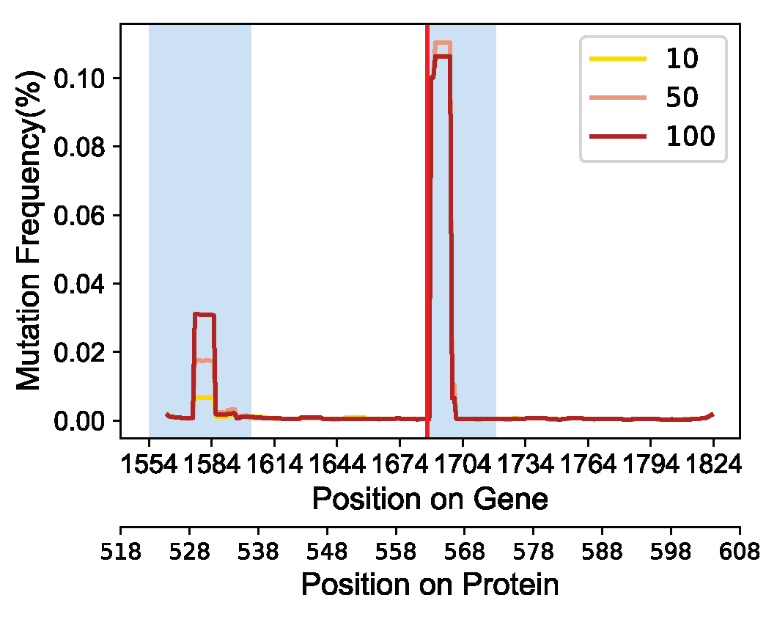 Mutation Frequency(%)
0.10
0.08
0.06
0.04
0.02
0.00
10
50
100
1554 1584 1614 1644 1674 1704 1734 1764 1794 1824
Position on Gene
518 528 538 548 558 568 578 588 598 608
Position on Protein